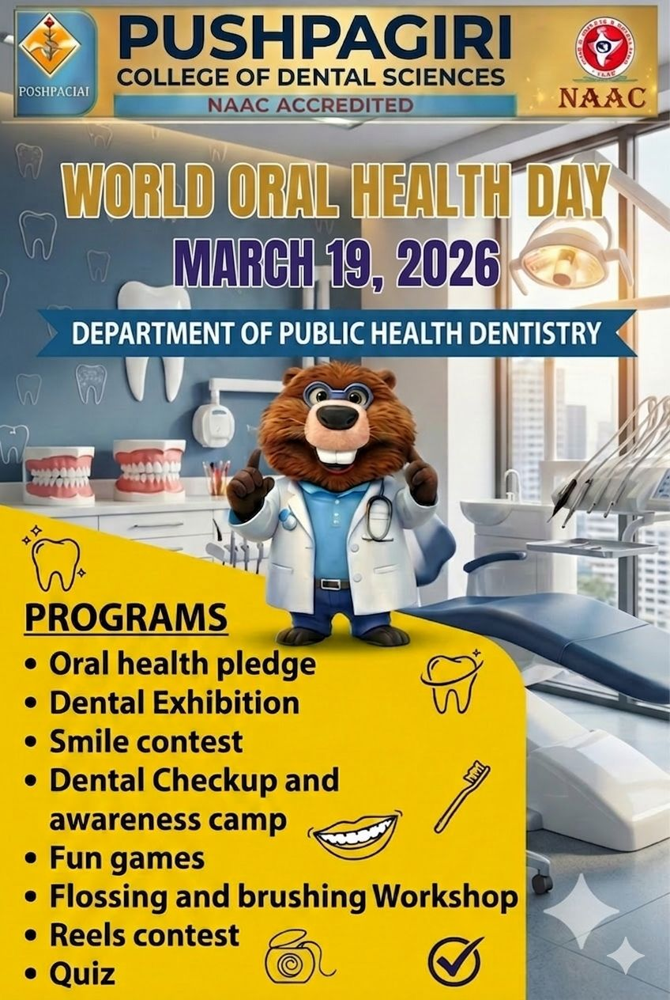 PUSHPAGIRI
COLLEGE OF DENTAL SCIENCES
NAAC ACCREDITED
POSHPACIAI
NAAC
WORLD ORAL HEALTH DAY
MARCH 19, 2026
DEPARTMENT OF PUBLIC HEALTH DENTISTRY
PROGRAMS
• Oral health pledge
• Dental Exhibition
• Smile contest
• Dental Checkup and
awareness camp
• Fun games
• Flossing and brushing Workshop
• Reels contest
• Quiz